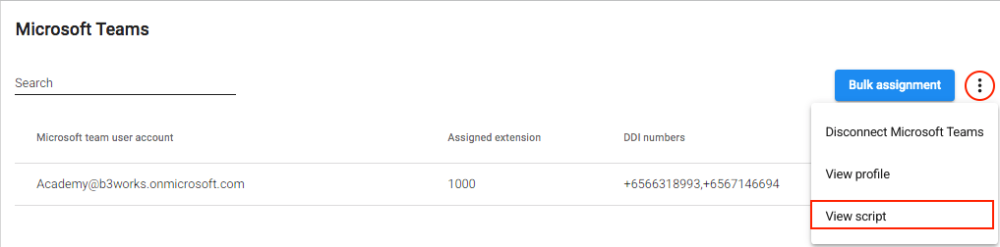 Microsoft Teams
Search
Bulk assignment
Disconnect Microsoft Teams
View profile
View script
Microsoft team user account Assigned extension DDI numbers
Academy@b3works.onmicrosoft.com 1000 +6566318993,+6567146694